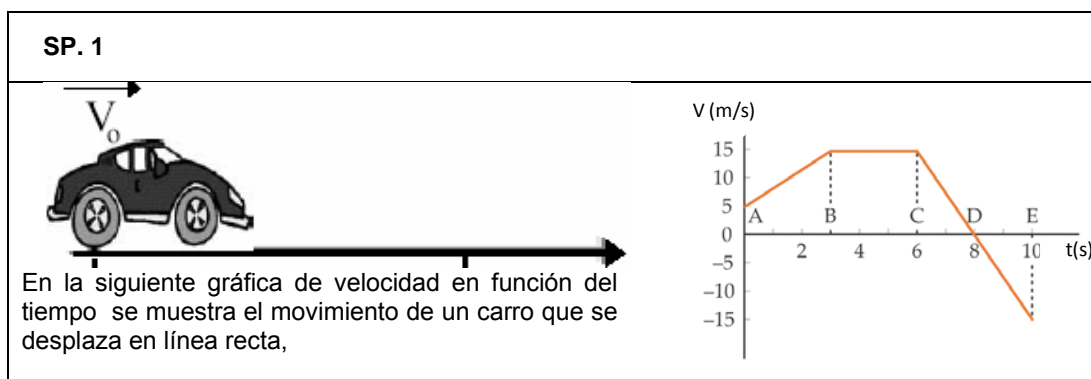 SP. 1
V₀
En la siguiente gráfica de velocidad en función del
tiempo se muestra el movimiento de un carro que se
desplaza en línea recta,
V (m/s)
15
10
5
A B C D E
0
2 4 6 8 10 t(s)
−5
−10
−15